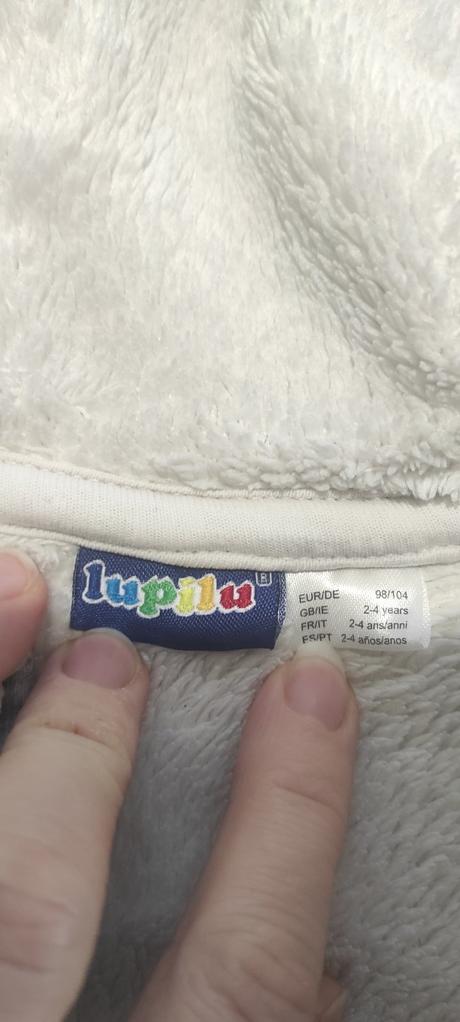 lupilu®
EUR/DE 98/104
GB/IE 2-4 years
FR/IT 2-4 ans/anni
ES/PT 2-4 años/anos